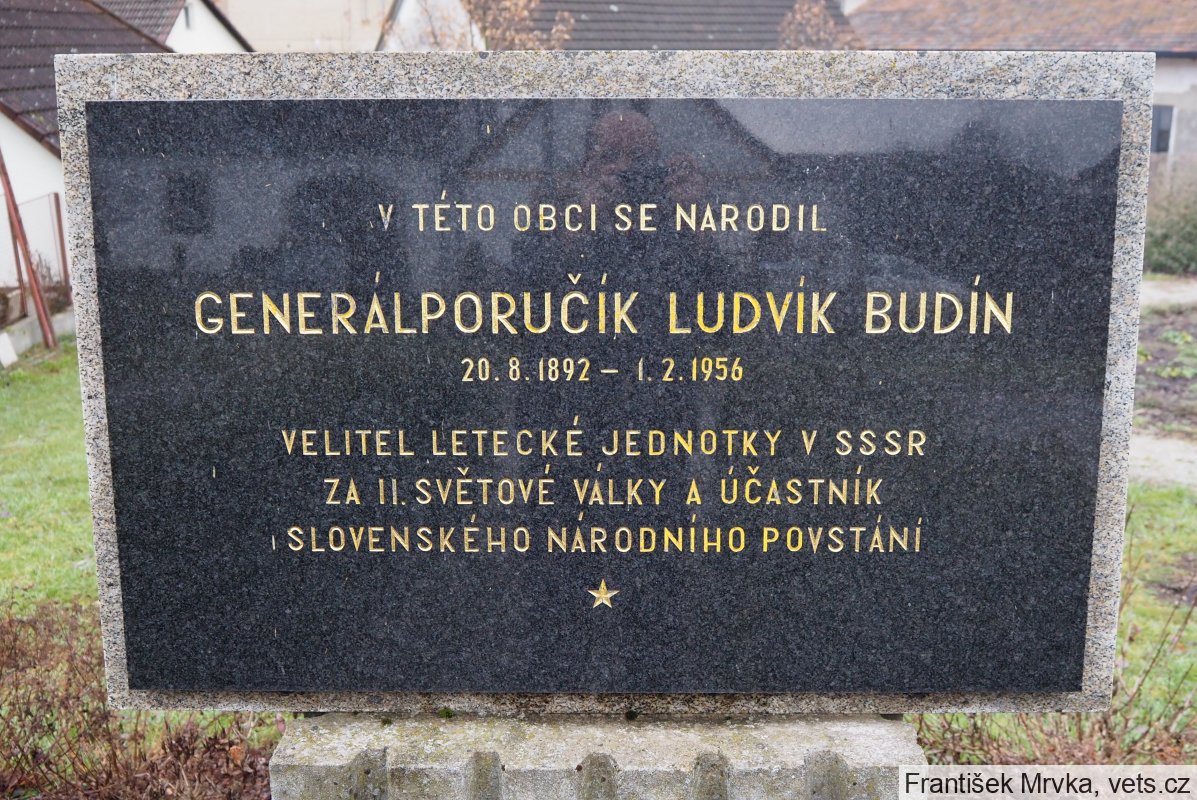 V TÉTO OBCI SE NARODIL
GENERÁLPORUČÍK LUDVÍK BUDÍN
20. 8. 1892 – 1. 2. 1956
VELITEL LETECKÉ JEDNOTKY V SSSR
ZA II. SVĚTOVÉ VÁLKY A ÚČASTNÍK
SLOVENSKÉHO NÁRODNÍHO POVSTÁNÍ
František Mrvka, vets.cz